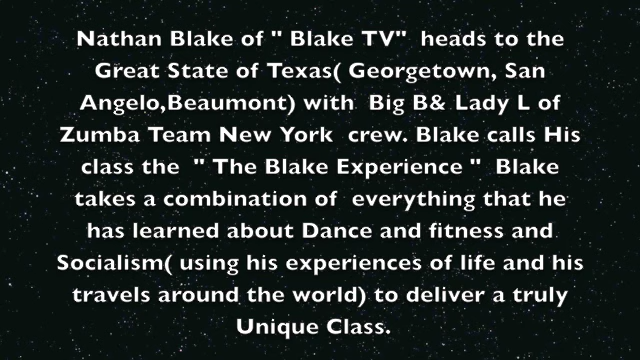 Nathan Blake of " Blake TV"  heads to the
Great State of Texas( Georgetown, San
Angelo,Beaumont) with  Big B& Lady L of
Zumba Team New York  crew. Blake calls His
class the  " The Blake Experience "  Blake
takes a combination of  everything that he
has learned about Dance and fitness and
Socialism( using his experiences of life and his
travels around the world) to deliver a truly
Unique Class.